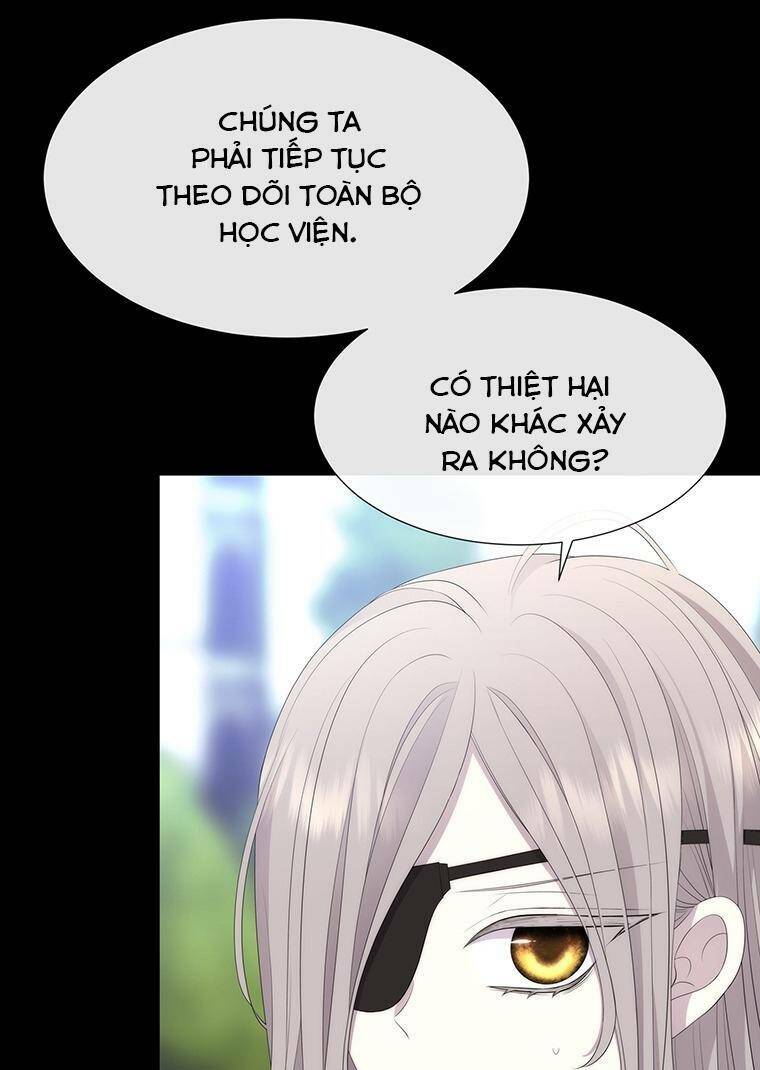 CHÚNG TA
PHẢI TIẾP TỤC
THEO DÕI TOÀN BỘ
HỌC VIỆN.
CÓ THIỆT HẠI
NÀO KHÁC XẢY
RA KHÔNG?